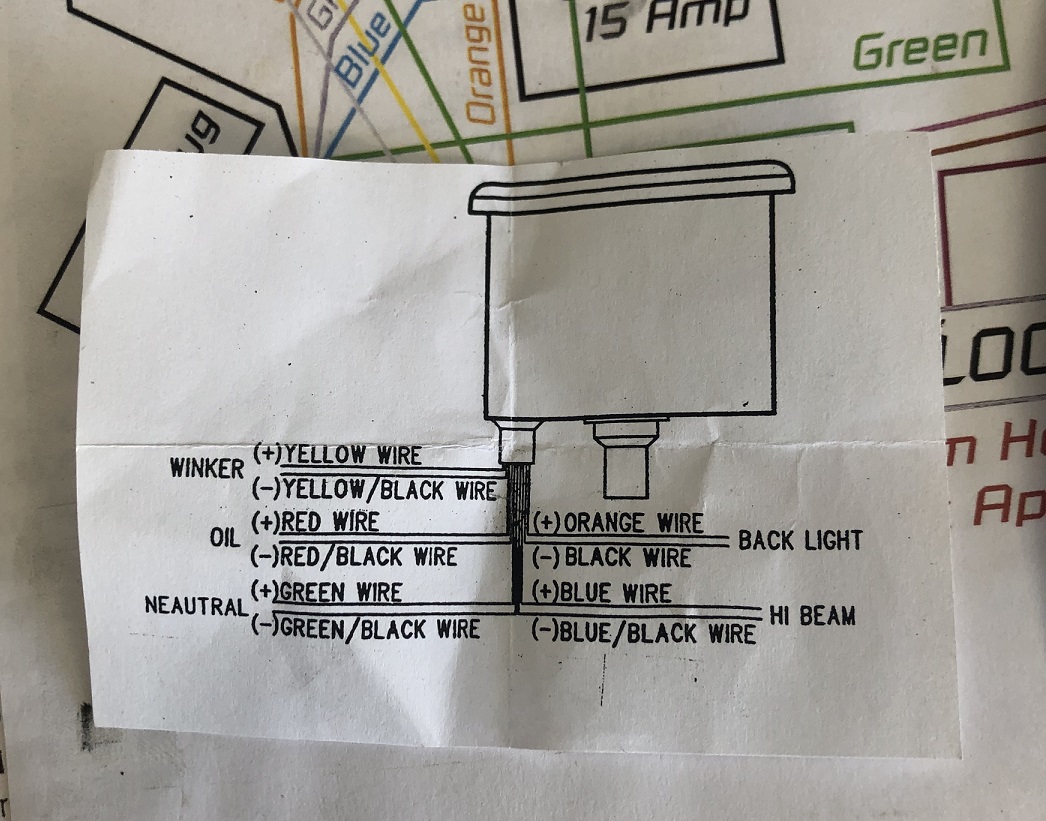 Blue
Orange
15 Amp
Green
WINKER
(+)YELLOW WIRE
(-)YELLOW/BLACK WIRE
OIL
(+)RED WIRE
(-)RED/BLACK WIRE
NEAUTRAL
(+)GREEN WIRE
(-)GREEN/BLACK WIRE
(+)ORANGE WIRE
(-)BLACK WIRE
BACK LIGHT
(+)BLUE WIRE
(-)BLUE/BLACK WIRE
HI BEAM